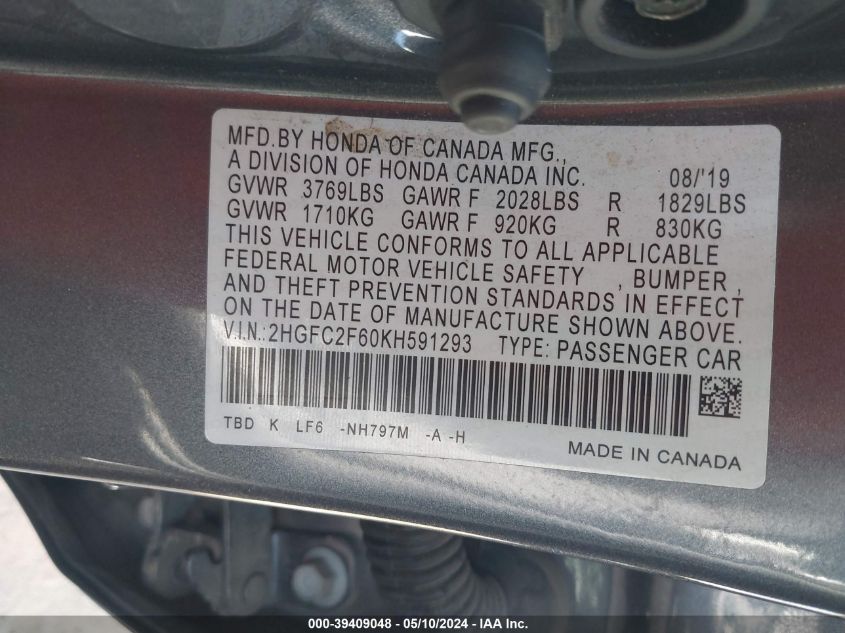 MFD.BY HONDA OF CANADA MFG.,
A DIVISION OF HONDA CANADA INC. 08/'19
GVWR 3769LBS GAWR F 2028LBS R 1829LBS
GVWR 1710KG GAWR F 920KG R 830KG
THIS VEHICLE CONFORMS TO ALL APPLICABLE
FEDERAL MOTOR VEHICLE SAFETY , BUMPER ,
AND THEFT PREVENTION STANDARDS IN EFFECT
ON THE DATE OF MANUFACTURE SHOWN ABOVE.
V.I.N.:2HGFC2F60KH591293 TYPE: PASSENGER CAR
TBD K LF6 -NH797M -A -H
MADE IN CANADA
000-39409048 - 05/10/2024 - IAA Inc.